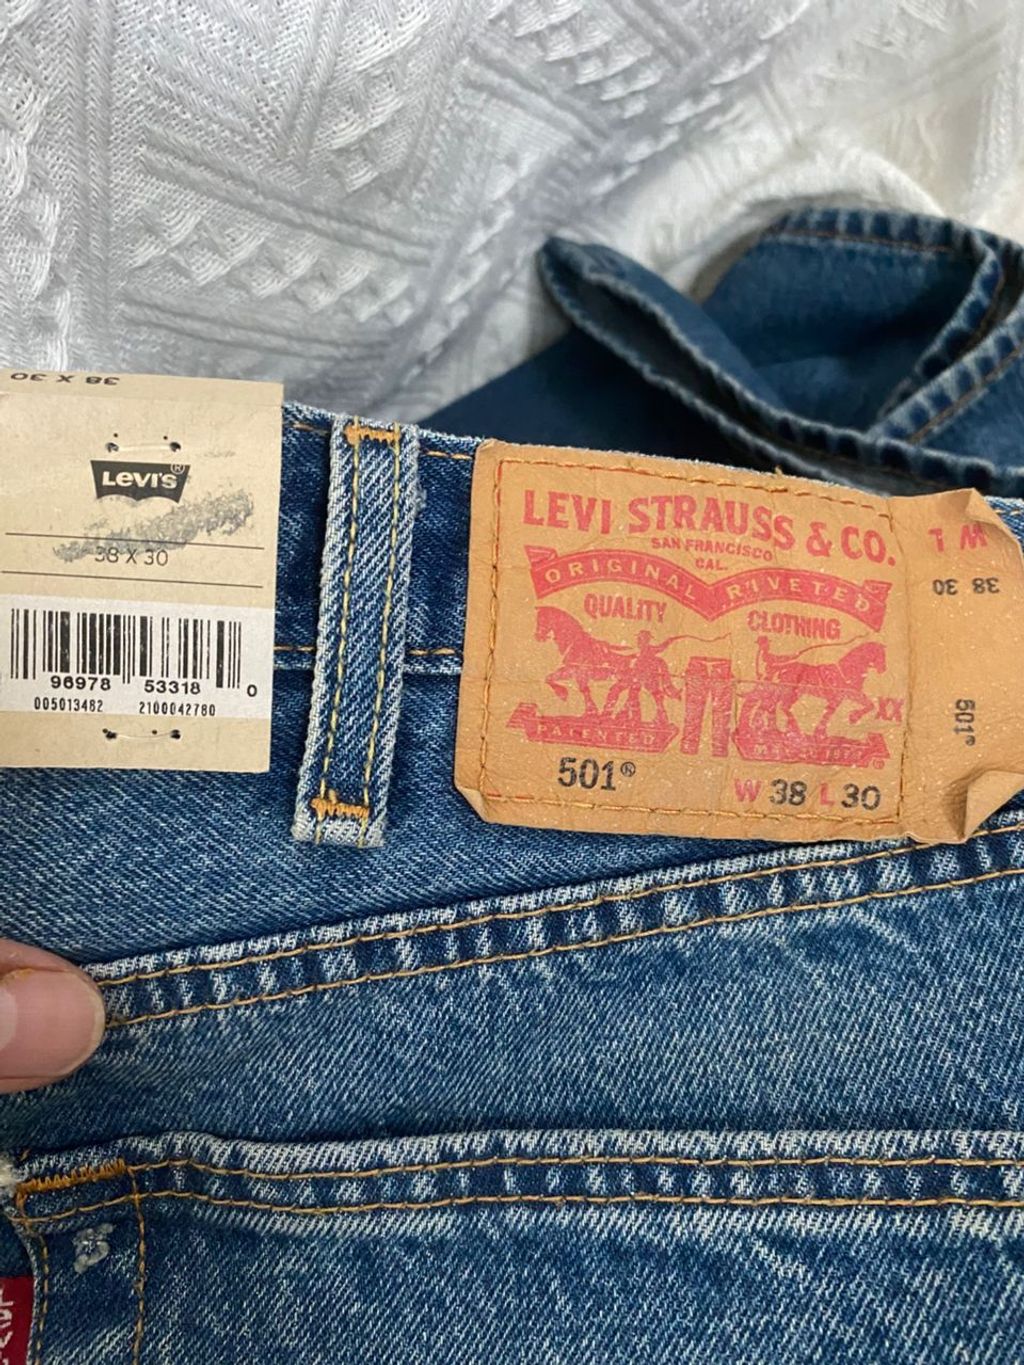 38 X 30
LEVI'S®
38 X 30
96978 53318 0
005013482 2100042780
LEVI STRAUSS & CO.
SAN FRANCISCO
CAL.
ORIGINAL RIVETED
QUALITY CLOTHING
XX
PATENTED
501® W 38 L 30
W L
38 30
501®